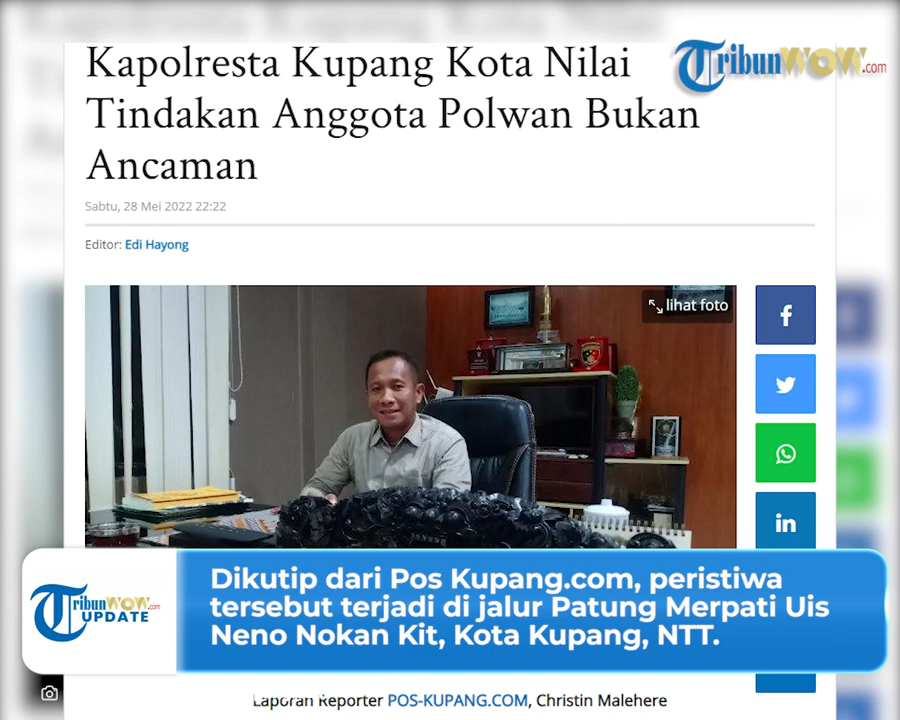 Kapolresta Kupang Kota Nilai
Tindakan Anggota Polwan Bukan
Ancaman
TribunWOW.com
Sabtu, 28 Mei 2022 22:22
Editor: Edi Hayong
lihat foto
TribunWOW.com
UPDATE
Dikutip dari Pos Kupang.com, peristiwa
tersebut terjadi di jalur Patung Merpati Uis
Neno Nokan Kit, Kota Kupang, NTT.
Laporan Reporter POS-KUPANG.COM, Christin Malehere